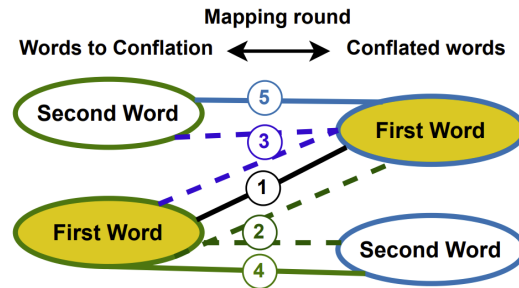 Mapping round
Words to Conflation
Conflated words
Second Word
5
First Word
3
1
First Word
2
Second Word
4